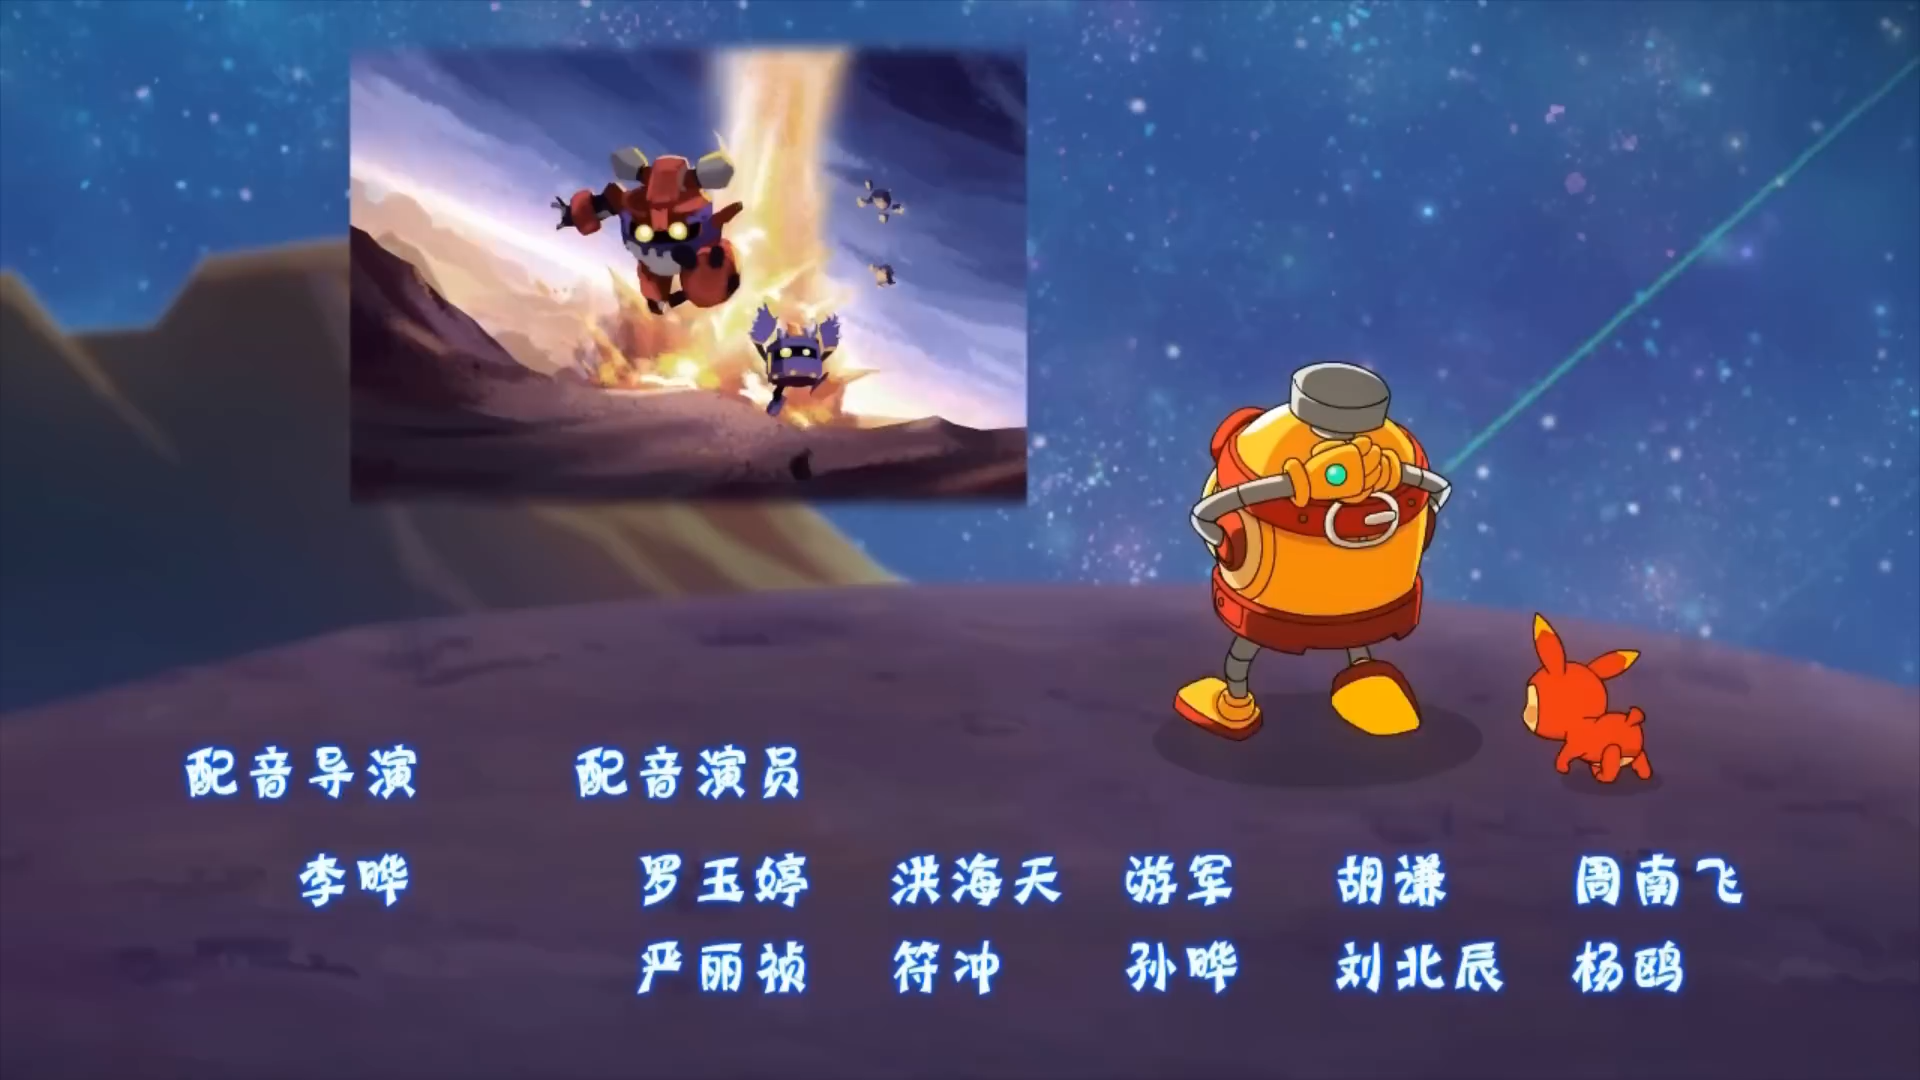 配音导演 配音演员
李晔 罗玉婷 洪海天 游军 胡谦 周南飞
严丽祯 符冲 孙晔 刘北辰 杨鸥